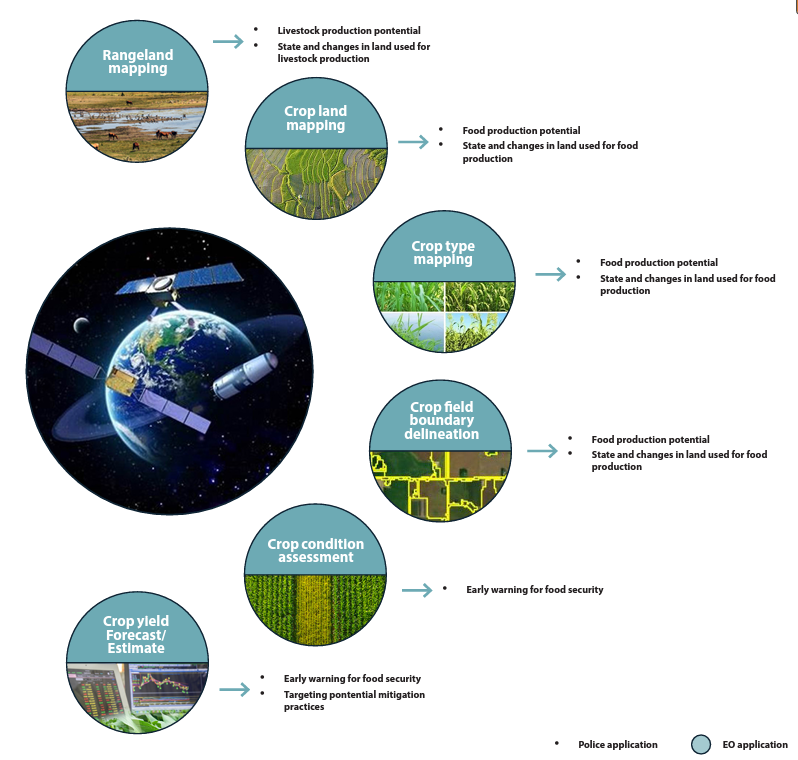 Rangeland
mapping
• Livestock production potential
• State and changes in land used for
livestock production
Crop land
mapping
• Food production potential
• State and changes in land used for food
production
Crop type
mapping
• Food production potential
• State and changes in land used for food
production
Crop field
boundary
delineation
• Food production potential
• State and changes in land used for food
production
Crop condition
assessment
• Early warning for food security
Crop yield
Forecast/
Estimate
• Early warning for food security
• Targeting potential mitigation
practices
• Police application
EO application